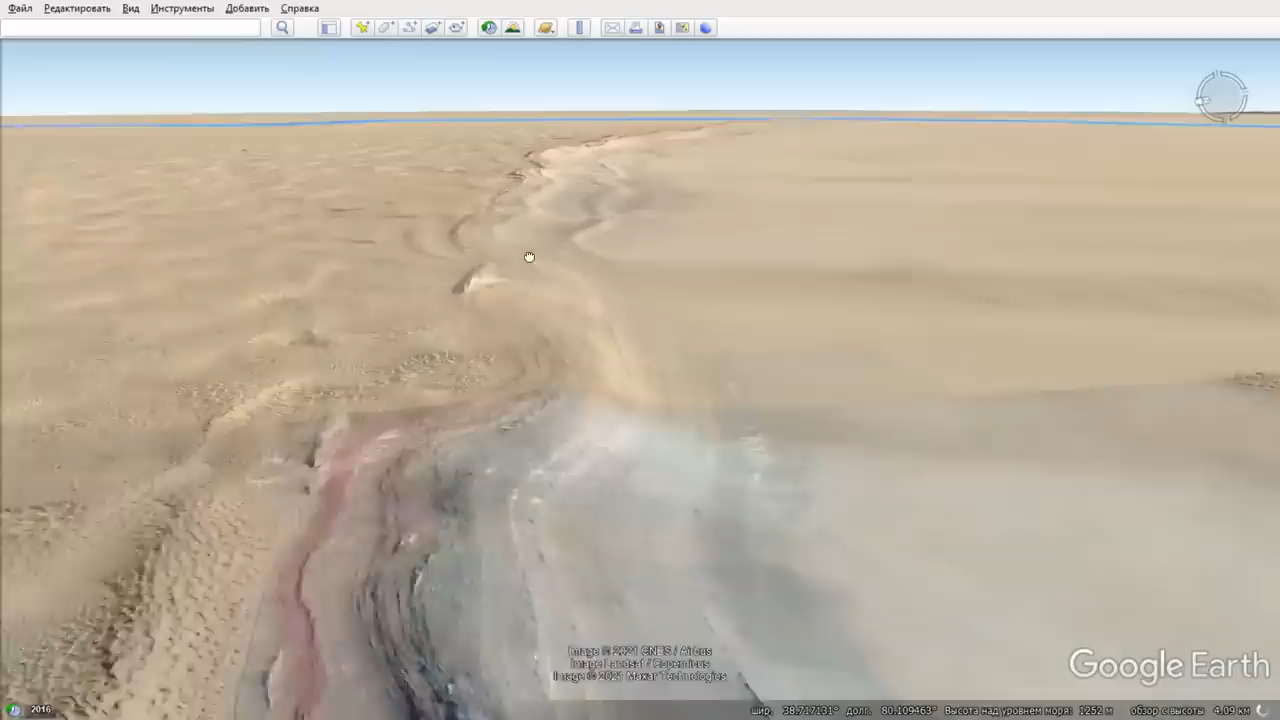 Файл Редактировать Вид Инструменты Добавить Справка
Image © 2021 CNES / Airbus
Image Landsat / Copernicus
Image © 2021 Maxar Technologies
Google Earth
2016 шир. 38.717131° долг. 80.109463° Высота над уровнем моря: 1252 м обзор с высоты 4.09 км